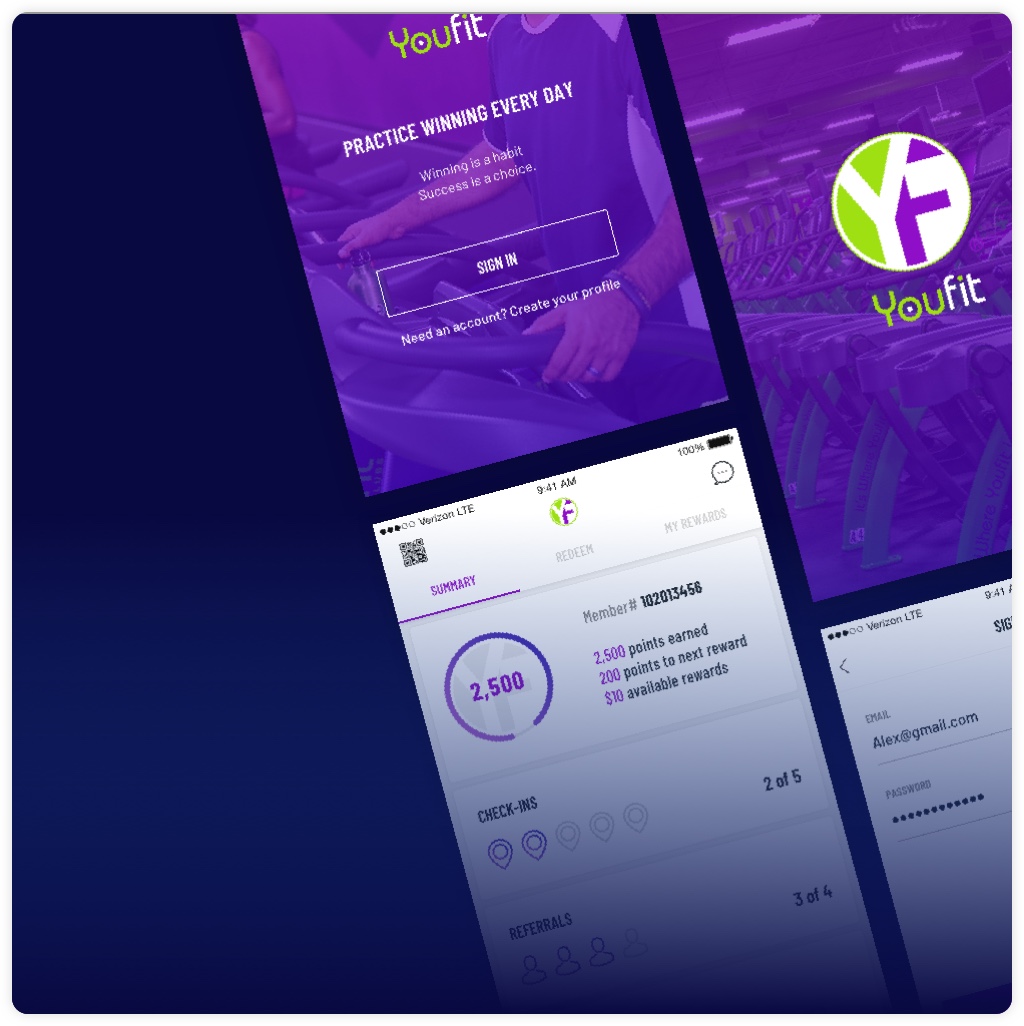 Youfit
PRACTICE WINNING EVERY DAY
Winning is a habit
Success is a choice.
SIGN IN
Need an account? Create your profile
YF
Youfit
Verizon LTE
9:41 AM
100%
YF
SUMMARY
REDEEM
MY REWARDS
2,500
Member# 102013456
2,500 points earned
200 points to next reward
$10 available rewards
CHECK-INS
2 of 5
REFERRALS
3 of 4
Verizon LTE
9:41
EMAIL
Alex@gmail.com
PASSWORD